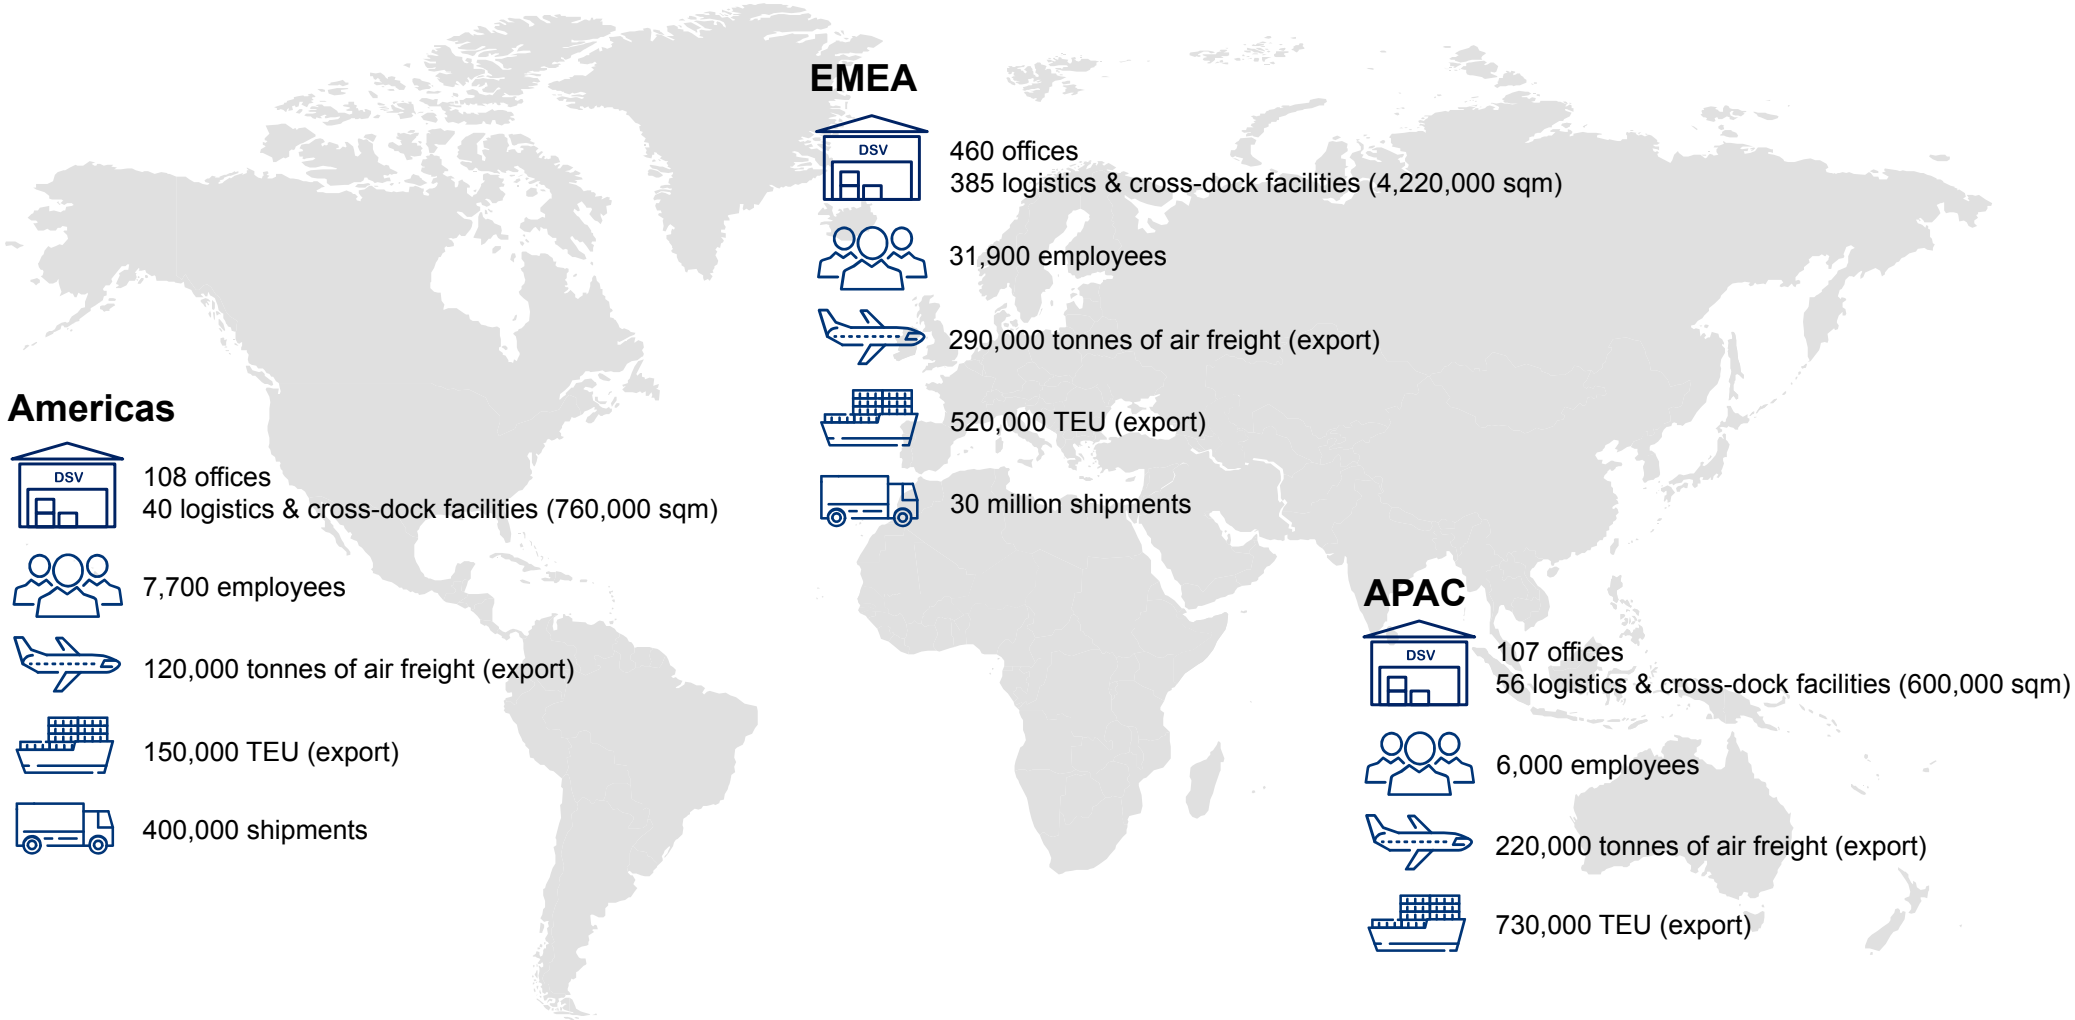 EMEA
DSV
460 offices
385 logistics & cross-dock facilities (4,220,000 sqm)
31,900 employees
290,000 tonnes of air freight (export)
520,000 TEU (export)
30 million shipments
Americas
DSV
108 offices
40 logistics & cross-dock facilities (760,000 sqm)
7,700 employees
120,000 tonnes of air freight (export)
150,000 TEU (export)
400,000 shipments
APAC
DSV
107 offices
56 logistics & cross-dock facilities (600,000 sqm)
6,000 employees
220,000 tonnes of air freight (export)
730,000 TEU (export)